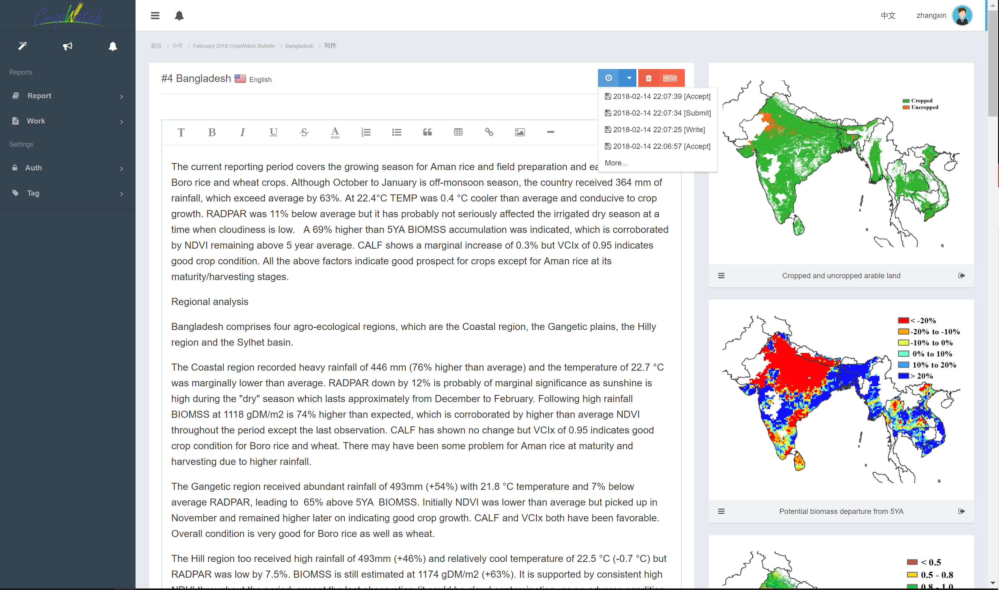 CropWatch
中文
zhangxin
Reports
Report
Work
Settings
Auth
Tag
首页 > 小节 > February 2018 CropWatch Bulletin > Bangladesh > 写作
#4 Bangladesh English
删除
2018-02-14 22:07:39 [Accept]
2018-02-14 22:07:34 [Submit]
2018-02-14 22:07:25 [Write]
2018-02-14 22:06:57 [Accept]
More...
The current reporting period covers the growing season for Aman rice and field preparation and
Boro rice and wheat crops. Although October to January is off-monsoon season, the country received 364 mm of
rainfall, which exceed average by 63%. At 22.4°C TEMP was 0.4 °C cooler than average and conducive to crop
growth. RADPAR was 11% below average but it has probably not seriously affected the irrigated dry season at a
time when cloudiness is low. A 69% higher than 5YA BIOMSS accumulation was indicated, which is corroborated
by NDVI remaining above 5 year average. CALF shows a marginal increase of 0.3% but VCIx of 0.95 indicates
good crop condition. All the above factors indicate good prospect for crops except for Aman rice at its
maturity/harvesting stages.
Regional analysis
Bangladesh comprises four agro-ecological regions, which are the Coastal region, the Gangetic plains, the Hilly
region and the Sylhet basin.
The Coastal region recorded heavy rainfall of 446 mm (76% higher than average) and the temperature of 22.7 °C
was marginally lower than average. RADPAR down by 12% is probably of marginal significance as sunshine is
high during the "dry" season which lasts approximately from December to February. Following high rainfall
BIOMSS at 1118 gDM/m2 is 74% higher than expected, which is corroborated by higher than average NDVI
throughout the period except the last observation. CALF has shown no change but VCIx of 0.95 indicates good
crop condition for Boro rice and wheat. There may have been some problem for Aman rice at maturity and
harvesting due to higher rainfall.
The Gangetic region received abundant rainfall of 493mm (+54%) with 21.8 °C temperature and 7% below
average RADPAR, leading to 65% above 5YA BIOMSS. Initially NDVI was lower than average but picked up in
November and remained higher later on indicating good crop growth. CALF and VCIx both have been favorable.
Overall condition is very good for Boro rice as well as wheat.
The Hill region too received high rainfall of 493mm (+46%) and relatively cool temperature of 22.5 °C (-0.7 °C) but
RADPAR was low by 7.5%. BIOMSS is still estimated at 1174 gDM/m2 (+63%). It is supported by consistent high
Cropped
Uncropped
Cropped and uncropped arable land
< -20%
-20% to -10%
-10% to 0%
0% to 10%
10% to 20%
> 20%
Potential biomass departure from 5YA
< 0.5
0.5 - 0.8
0.8 - 1.0